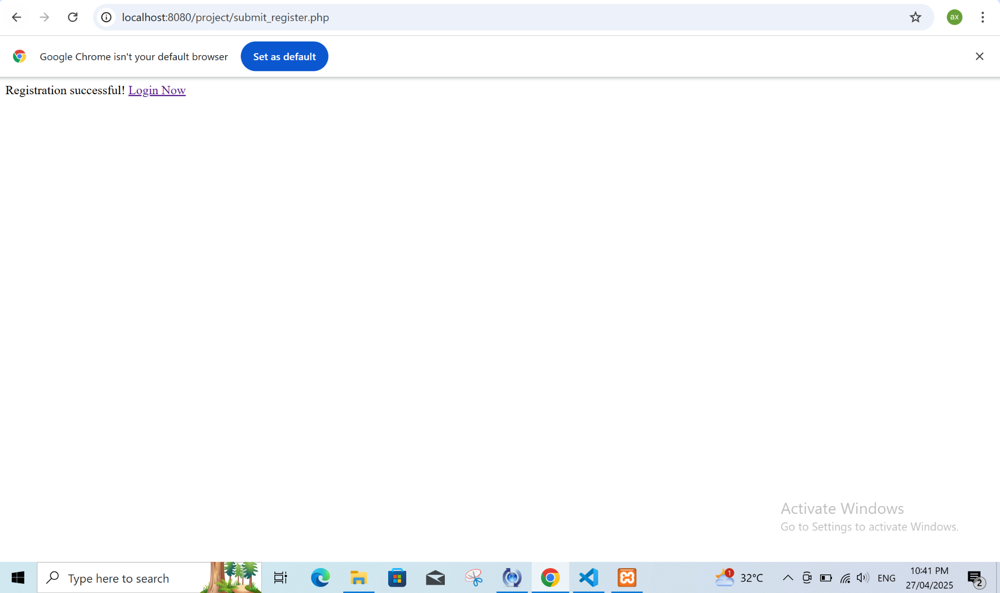 localhost:8080/project/submit_register.php
ax
Google Chrome isn't your default browser
Set as default
Registration successful! Login Now
Activate Windows
Go to Settings to activate Windows.
Type here to search
1
32°C
ENG
10:41 PM
27/04/2025
2